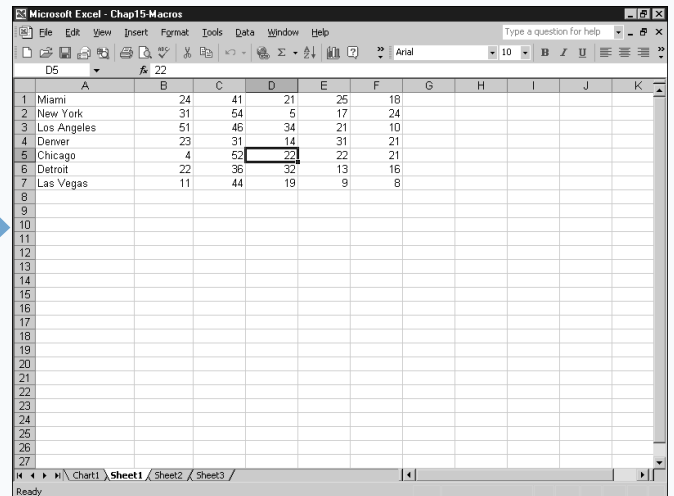 Microsoft Excel - Chap15-Macros
File Edit View Insert Format Tools Data Window Help Type a question for help
Arial 10 B I U
D5 fx 22
A B C D E F G H I J K
1 Miami 24 41 21 25 18
2 New York 31 54 5 17 24
3 Los Angeles 51 46 34 21 10
4 Denver 23 31 14 31 21
5 Chicago 4 52 22 22 21
6 Detroit 22 36 32 13 16
7 Las Vegas 11 44 19 9 8
8
9
10
11
12
13
14
15
16
17
18
19
20
21
22
23
24
25
26
27
Chart1 Sheet1 Sheet2 Sheet3
Ready